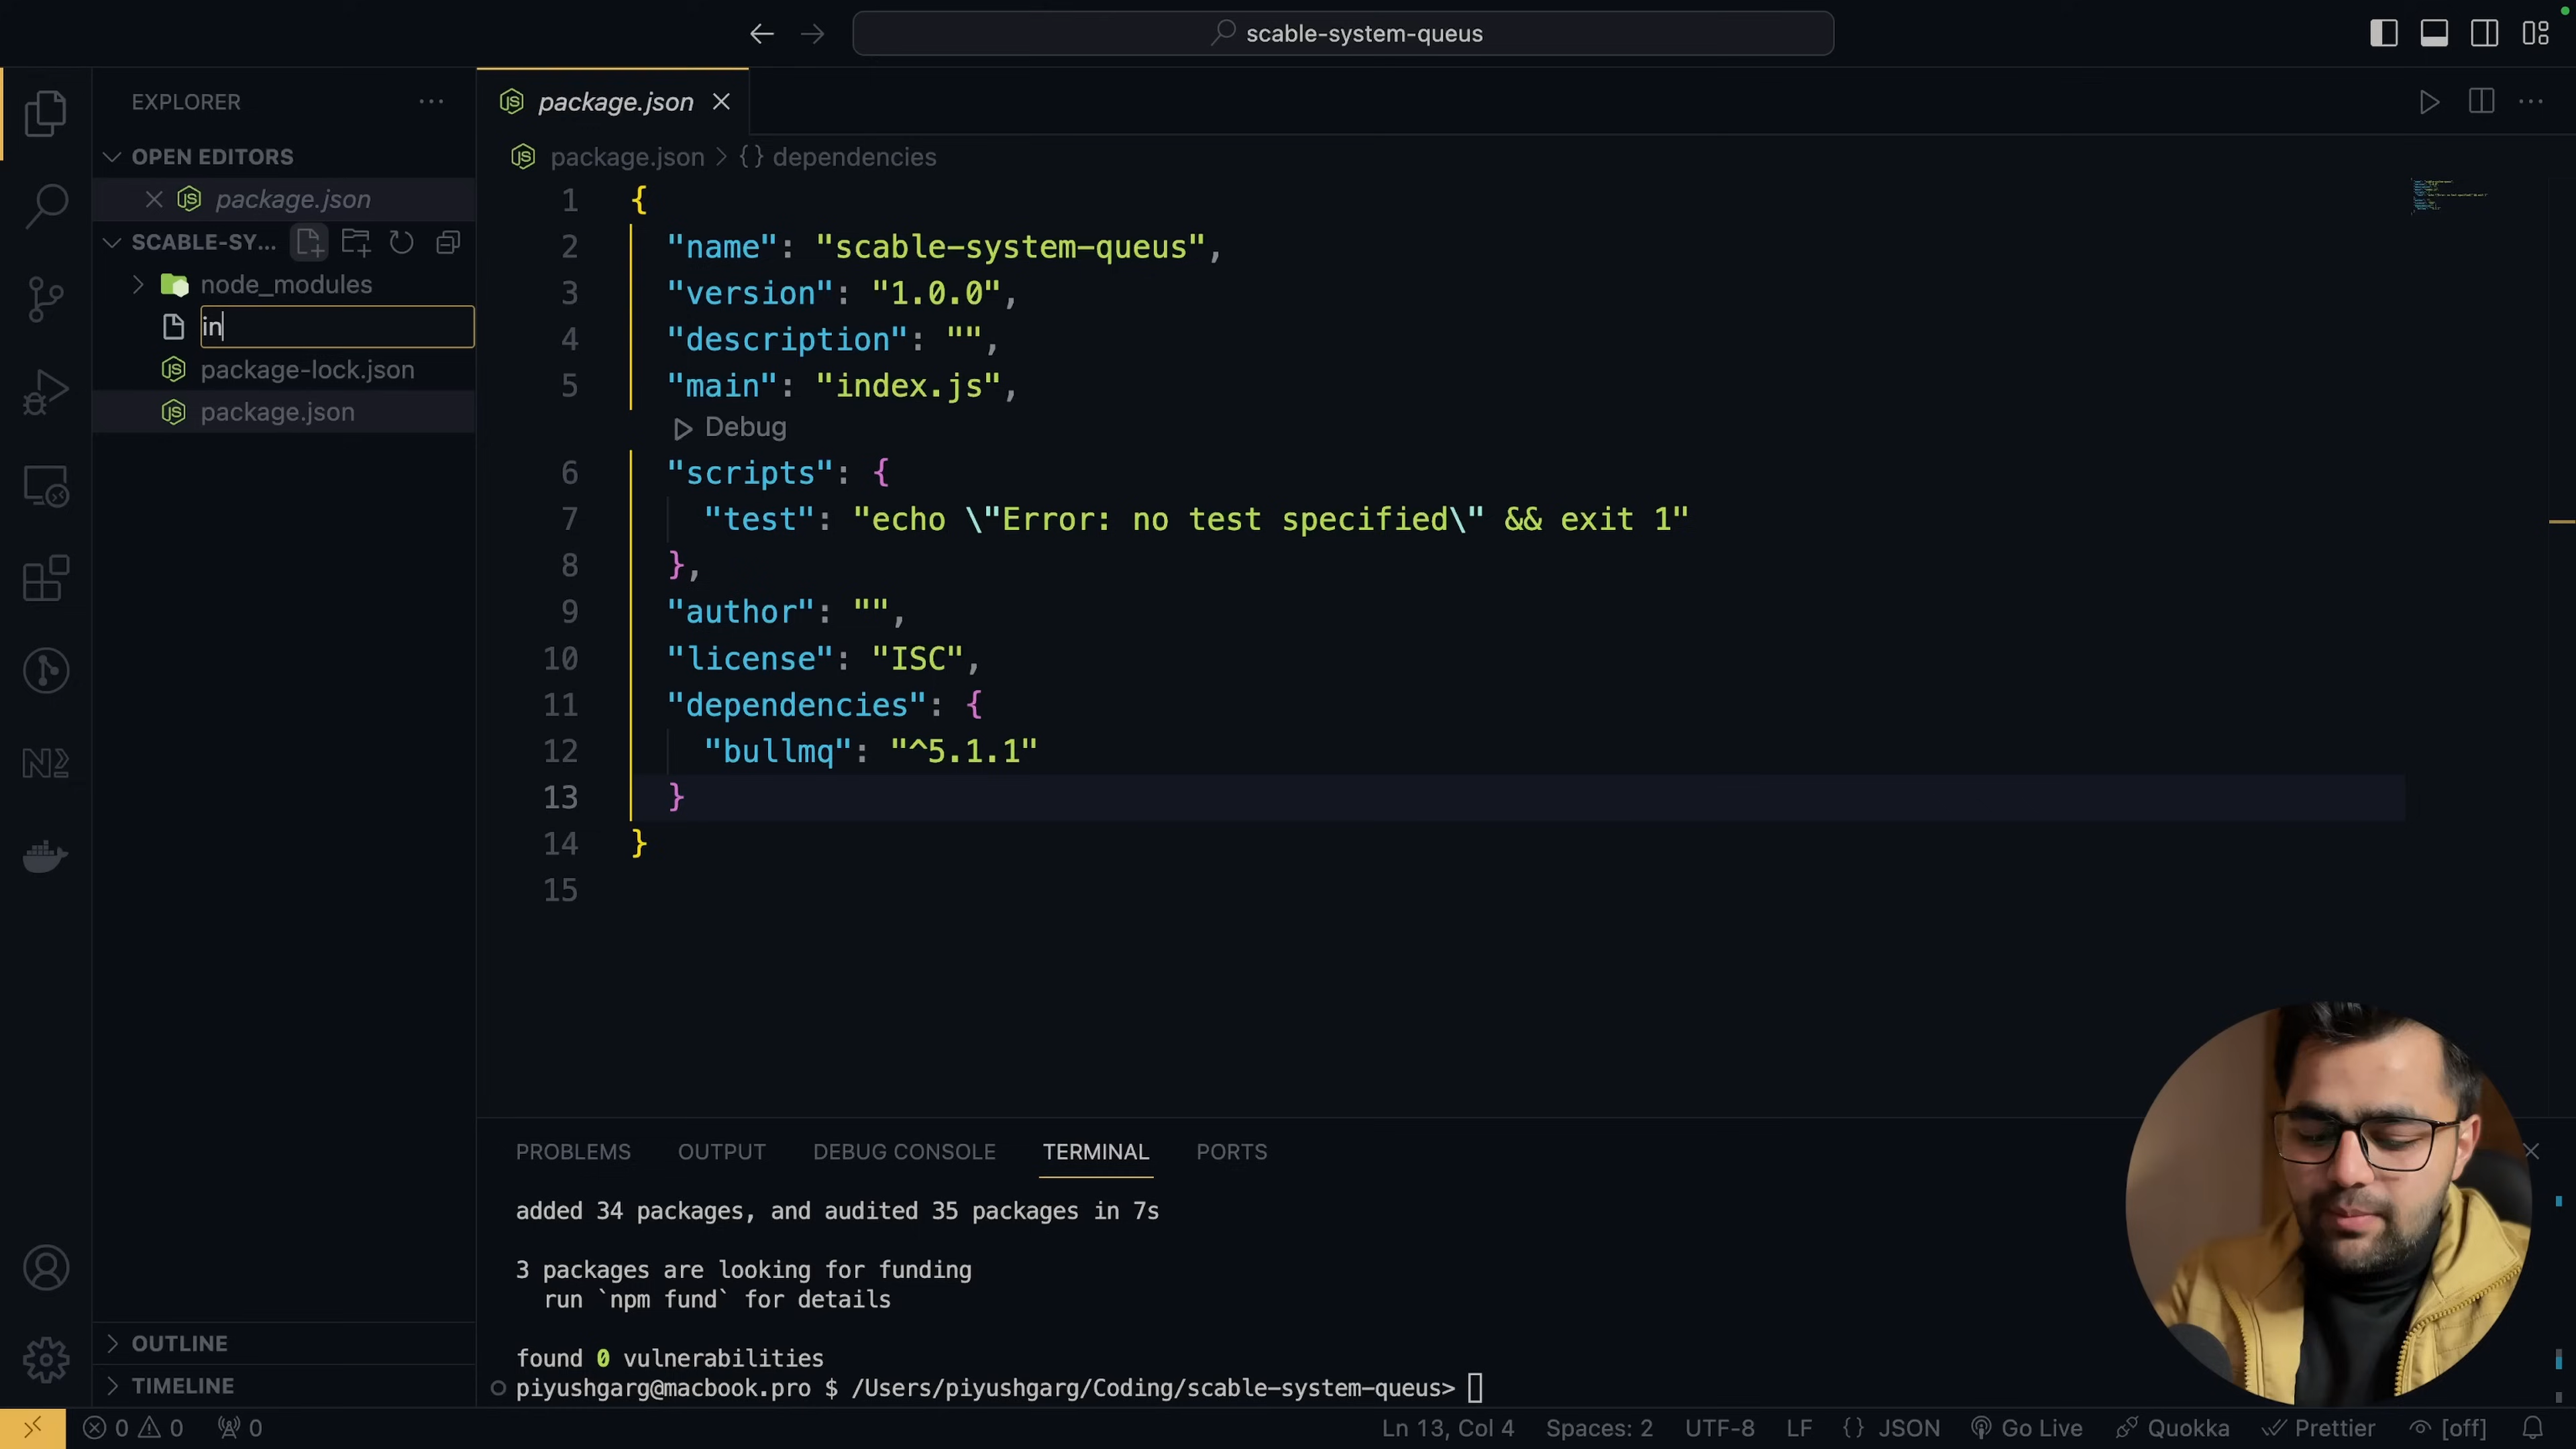 scable-system-queus
EXPLORER
package.json
OPEN EDITORS
package.json
SCABLE-SY...
node_modules
in
package-lock.json
package.json
package.json > {} dependencies
1 {
2 "name": "scable-system-queus",
3 "version": "1.0.0",
4 "description": "",
5 "main": "index.js",
Debug
6 "scripts": {
7 "test": "echo \"Error: no test specified\" && exit 1"
8 },
9 "author": "",
10 "license": "ISC",
11 "dependencies": {
12 "bullmq": "^5.1.1"
13 }
14 }
15
PROBLEMS OUTPUT DEBUG CONSOLE TERMINAL PORTS
added 34 packages, and audited 35 packages in 7s
3 packages are looking for funding
run `npm fund` for details
found 0 vulnerabilities
piyushgarg@macbook.pro $ /Users/piyushgarg/Coding/scable-system-queus>
OUTLINE
TIMELINE
0 0 0 Ln 13, Col 4 Spaces: 2 UTF-8 LF {} JSON Go Live Quokka Prettier [off]